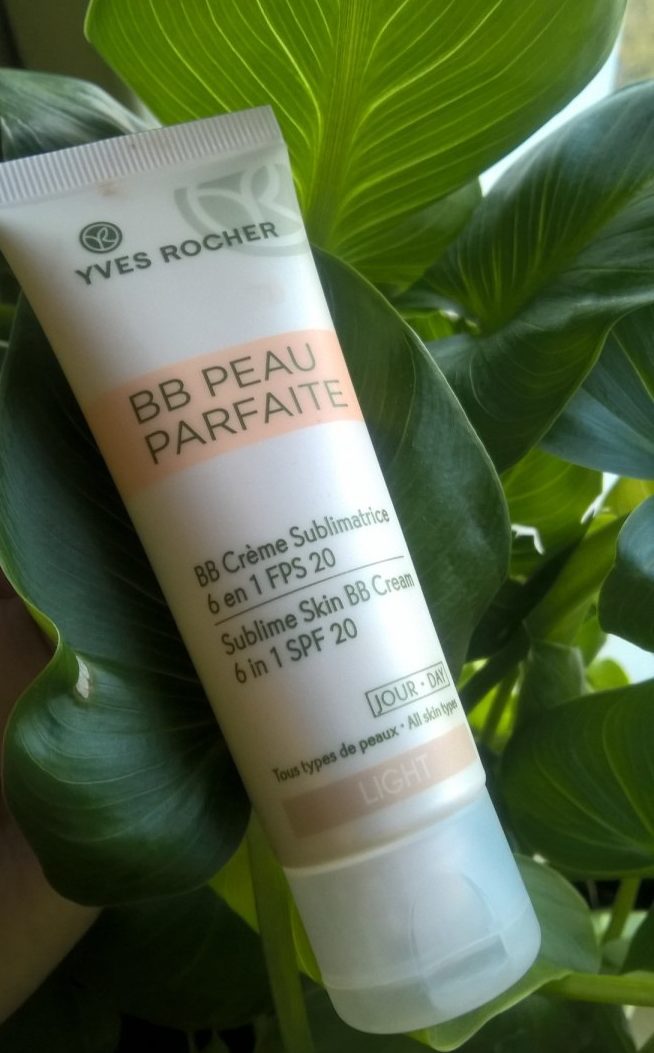 YVES ROCHER
BB PEAU
PARFAITE
BB Crème Sublimatrice
6 en 1 FPS 20
Sublime Skin BB Cream
6 in 1 SPF 20
JOUR · DAY
Tous types de peaux · All skin types
LIGHT